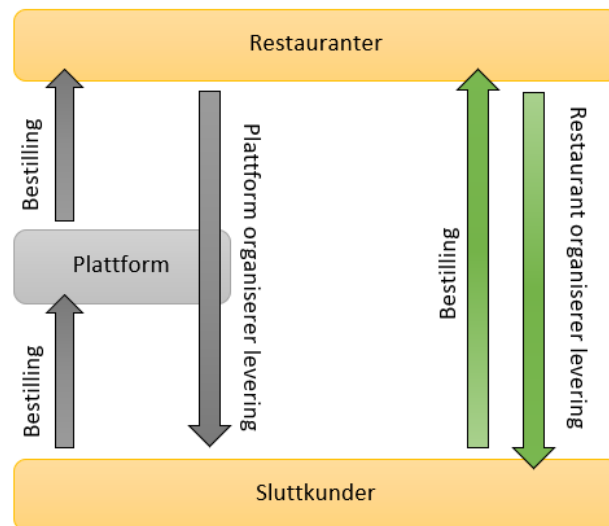 Restauranter
Bestilling
Plattform organiserer levering
Bestilling
Restaurant organiserer levering
Plattform
Bestilling
Sluttkunder